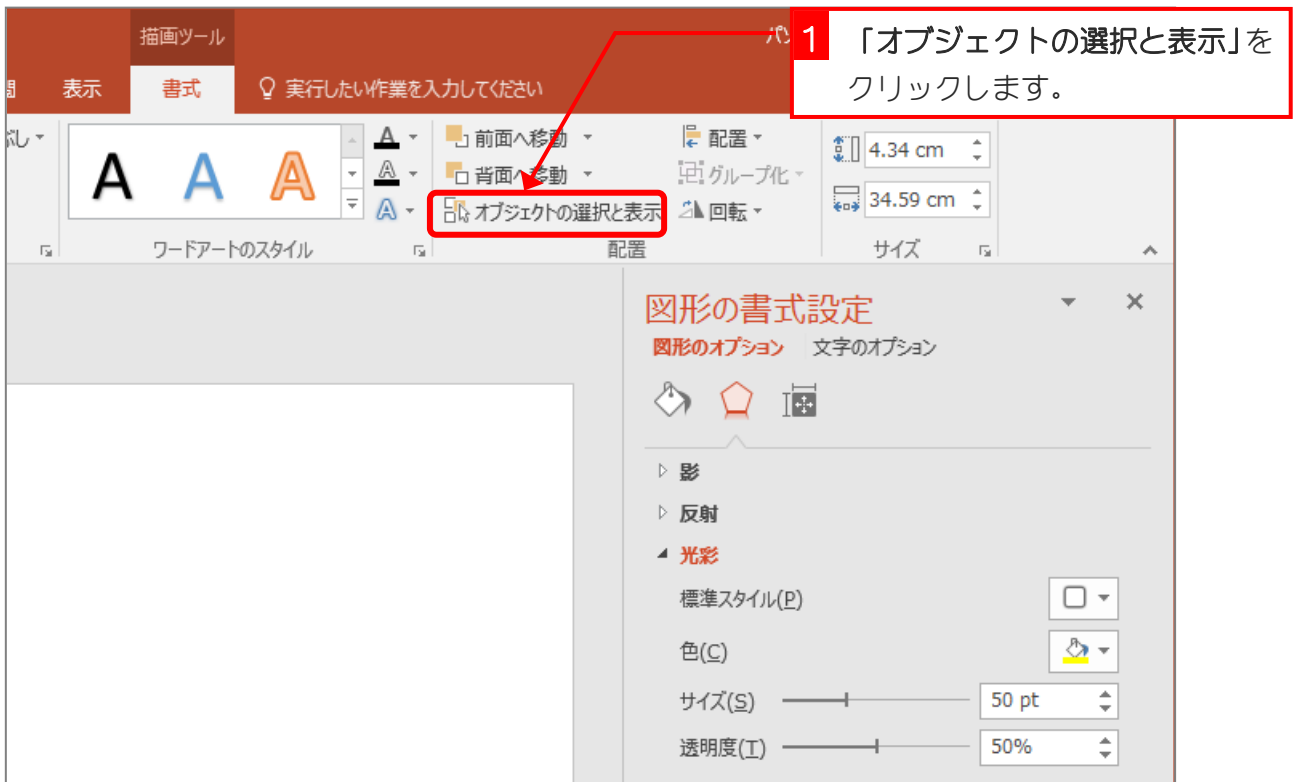 描画ツール
パソ
1 「オブジェクトの選択と表示」を
クリックします。
表示 書式 実行したい作業を入力してください
ぶし
A A A A 前面へ移動 配置 4.34 cm
A 背面へ移動 グループ化
A オブジェクトの選択と表示 回転 34.59 cm
ワードアートのスタイル 配置 サイズ
図形の書式設定
図形のオプション 文字のオプション
影
反射
光彩
標準スタイル(P)
色(C)
サイズ(S) 50 pt
透明度(T) 50%